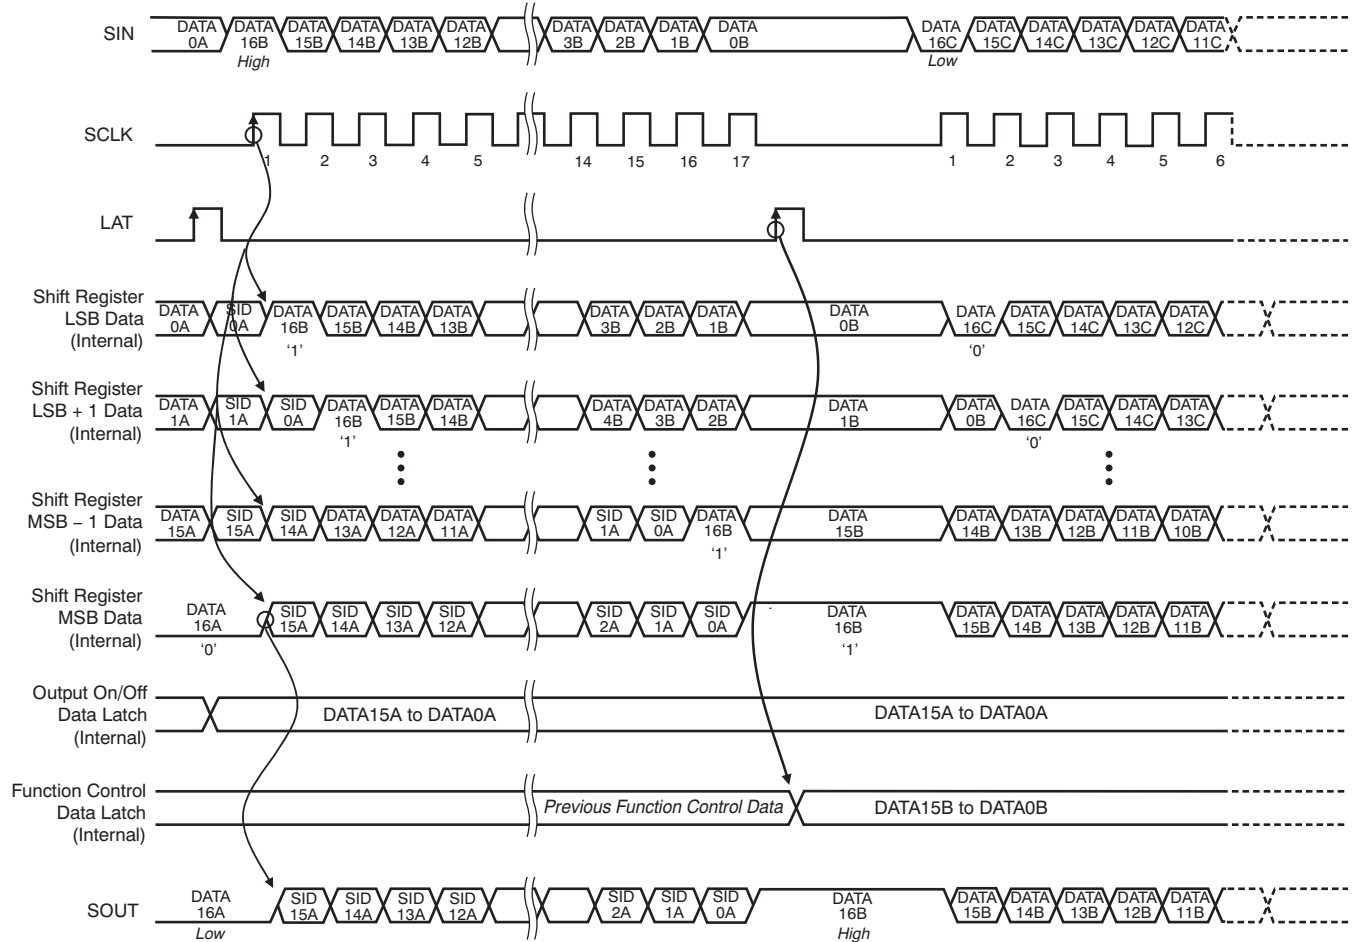 SIN
DATA 0A
DATA 16B
High
DATA 15B
DATA 14B
DATA 13B
DATA 12B
DATA 3B
DATA 2B
DATA 1B
DATA 0B
DATA 16C
Low
DATA 15C
DATA 14C
DATA 13C
DATA 12C
DATA 11C
SCLK
1 2 3 4 5 14 15 16 17 1 2 3 4 5 6
LAT
Shift Register
LSB Data
(Internal)
DATA 0A
SID 0A
DATA 16B
'1'
DATA 15B
DATA 14B
DATA 13B
DATA 3B
DATA 2B
DATA 1B
DATA 0B
DATA 16C
'0'
DATA 15C
DATA 14C
DATA 13C
DATA 12C
Shift Register
LSB + 1 Data
(Internal)
DATA 1A
SID 1A
SID 0A
DATA 16B
'1'
DATA 15B
DATA 14B
DATA 4B
DATA 3B
DATA 2B
DATA 1B
DATA 0B
DATA 16C
'0'
DATA 15C
DATA 14C
DATA 13C
Shift Register
MSB – 1 Data
(Internal)
DATA 15A
SID 15A
SID 14A
DATA 13A
DATA 12A
DATA 11A
SID 1A
SID 0A
DATA 16B
'1'
DATA 15B
DATA 14B
DATA 13B
DATA 12B
DATA 11B
DATA 10B
Shift Register
MSB Data
(Internal)
DATA 16A
'0'
SID 15A
SID 14A
SID 13A
SID 12A
SID 2A
SID 1A
SID 0A
DATA 16B
'1'
DATA 15B
DATA 14B
DATA 13B
DATA 12B
DATA 11B
Output On/Off
Data Latch
(Internal)
DATA15A to DATA0A
DATA15A to DATA0A
Function Control
Data Latch
(Internal)
Previous Function Control Data
DATA15B to DATA0B
SOUT
DATA 16A
Low
SID 15A
SID 14A
SID 13A
SID 12A
SID 2A
SID 1A
SID 0A
DATA 16B
High
DATA 15B
DATA 14B
DATA 13B
DATA 12B
DATA 11B